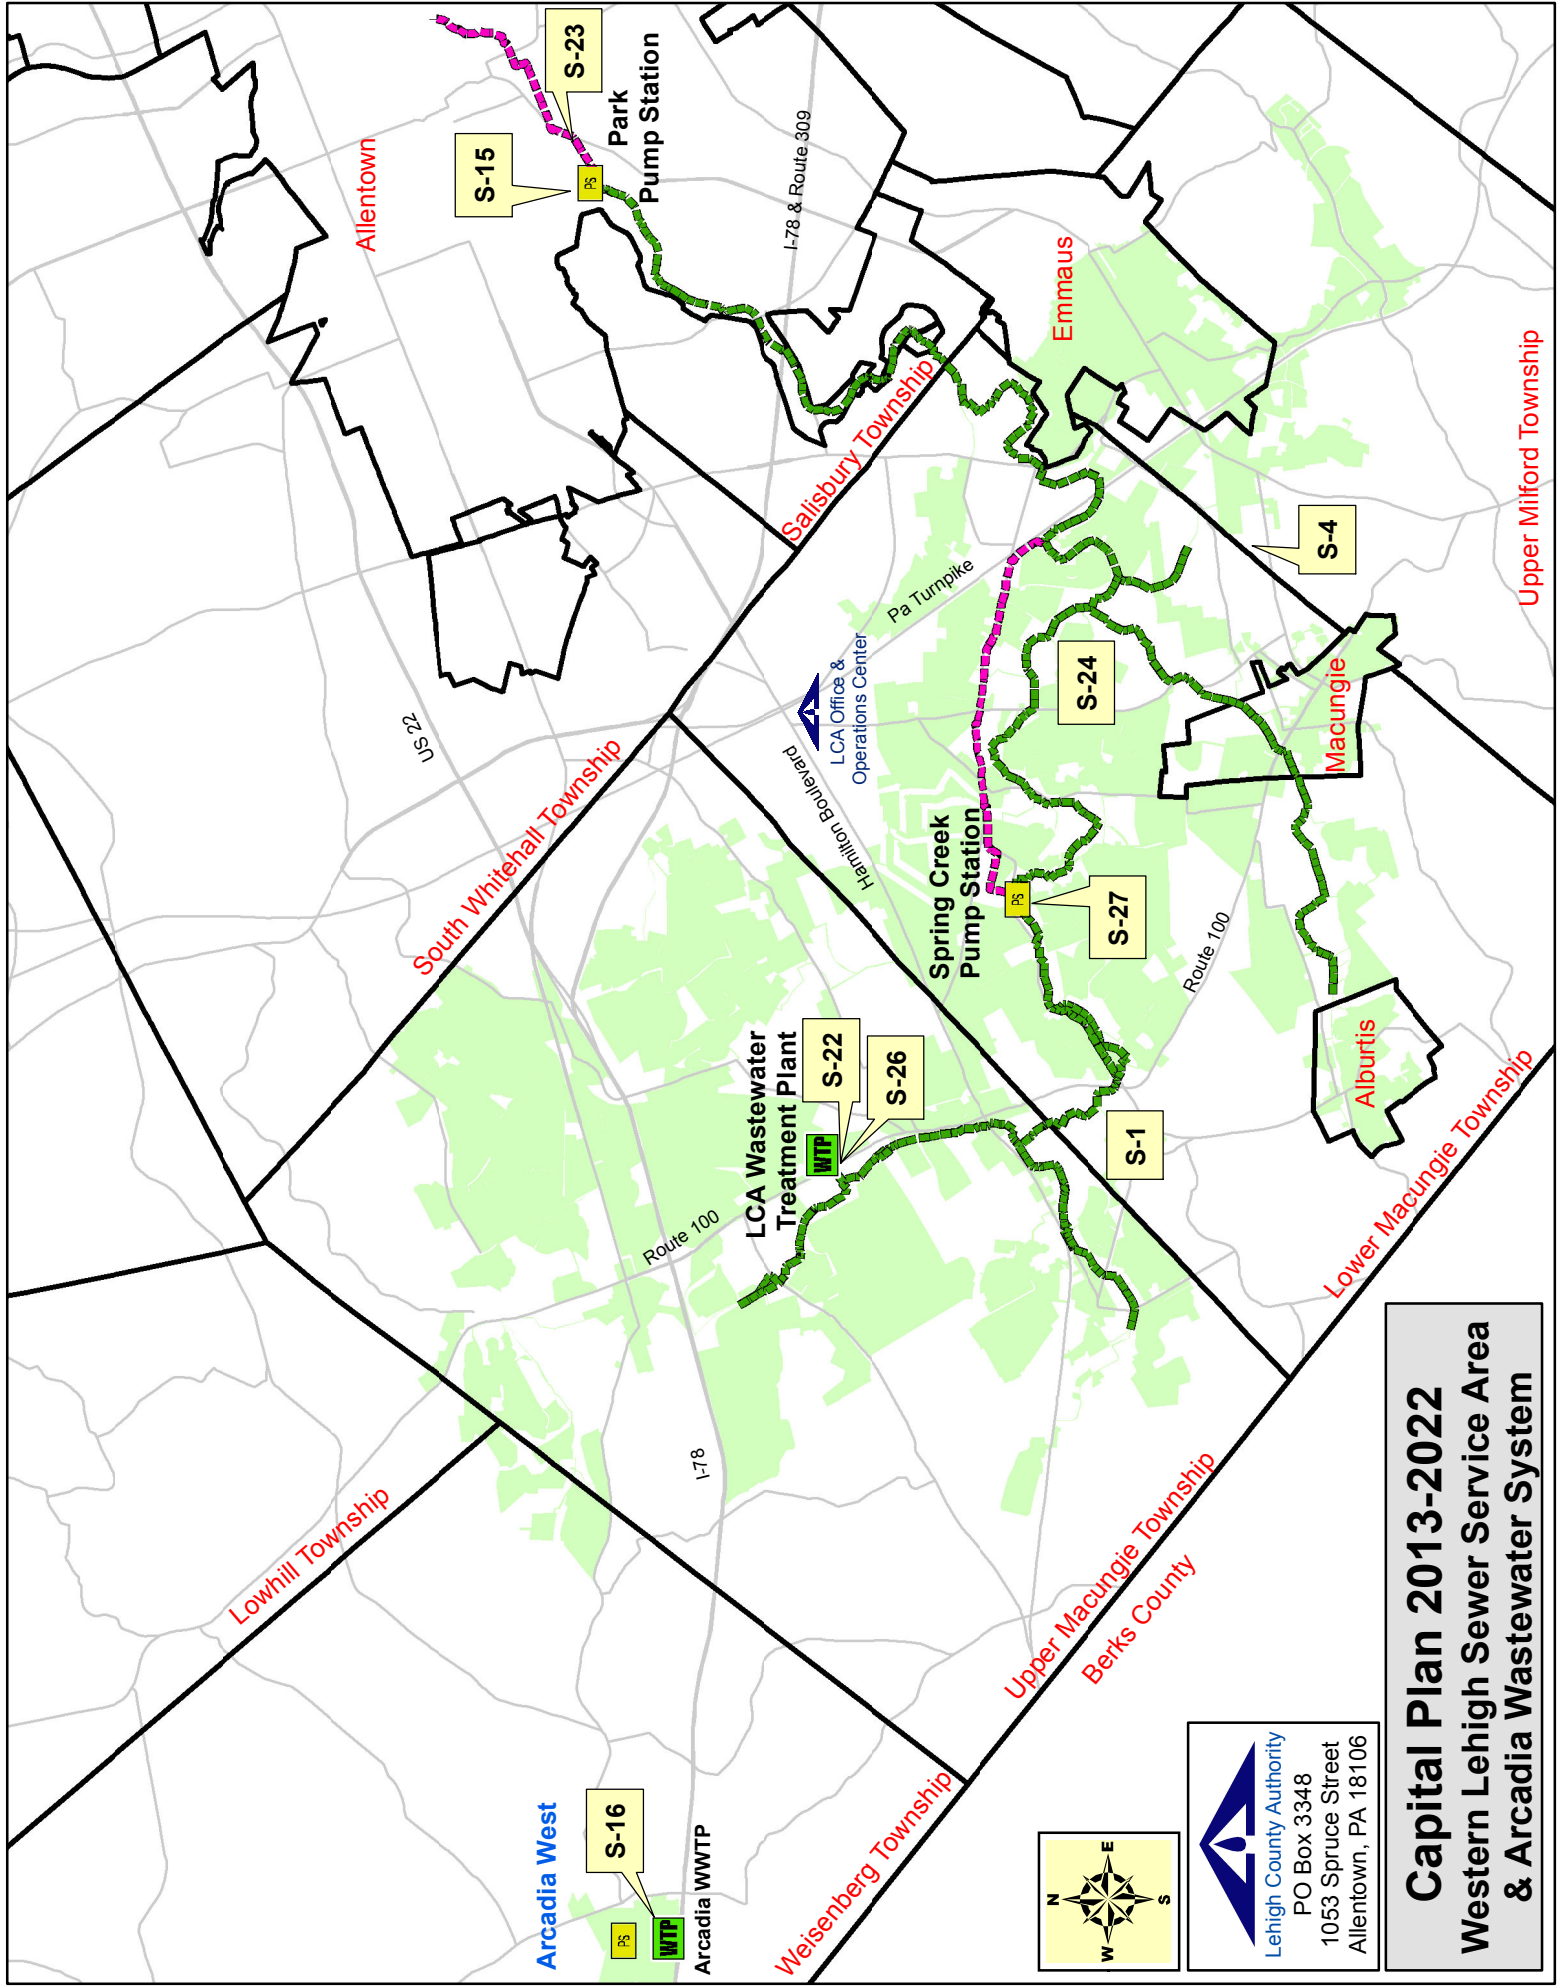 Allentown
S-15
S-23
Park
Pump Station
PS
I-78 & Route 309
Emmaus
Salisbury Township
Upper Milford Township
S-4
Pa Turnpike
LCA Office &
Operations Center
US 22
South Whitehall Township
Hamilton Boulevard
S-24
Macungie
Spring Creek
Pump Station
PS
S-27
Route 100
LCA Wastewater
Treatment Plant
WTP
S-22
S-26
S-1
Alburtis
Lower Macungie Township
Route 100
I-78
Lowhill Township
Upper Macungie Township
Berks County
Weisenberg Township
Arcadia West
S-16
PS
WTP
Arcadia WWTP
N
W
E
S
Lehigh County Authority
PO Box 3348
1053 Spruce Street
Allentown, PA 18106
Capital Plan 2013-2022
Western Lehigh Sewer Service Area
& Arcadia Wastewater System